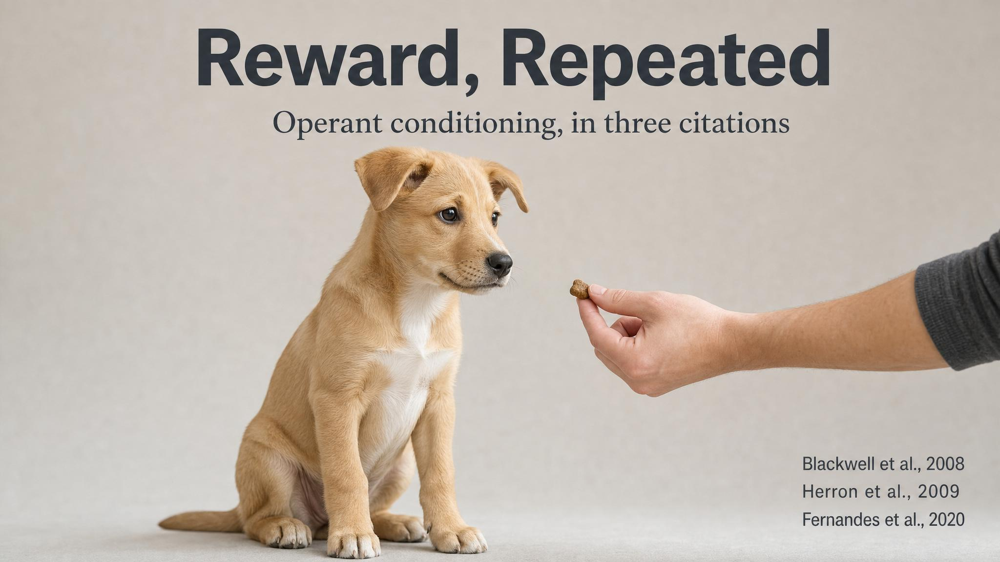 Reward, Repeated
Operant conditioning, in three citations
Blackwell et al., 2008
Herron et al., 2009
Fernandes et al., 2020